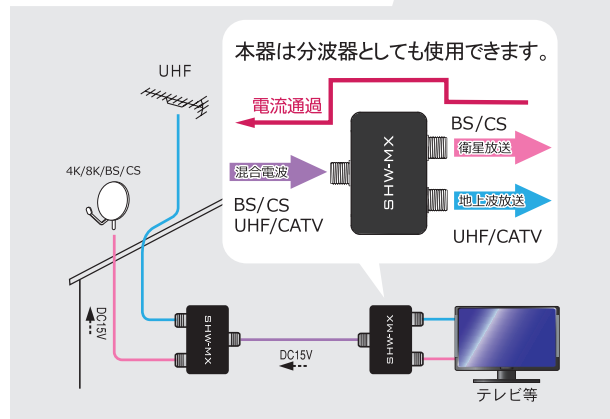 本器は分波器としても使用できます。
電流通過
UHF
BS/CS
衛星放送
混合電波
SHW-MX
4K/8K/BS/CS
地上波放送
BS/CS
UHF/CATV
UHF/CATV
DC15V
SHW-MX
DC15V
SHW-MX
テレビ等